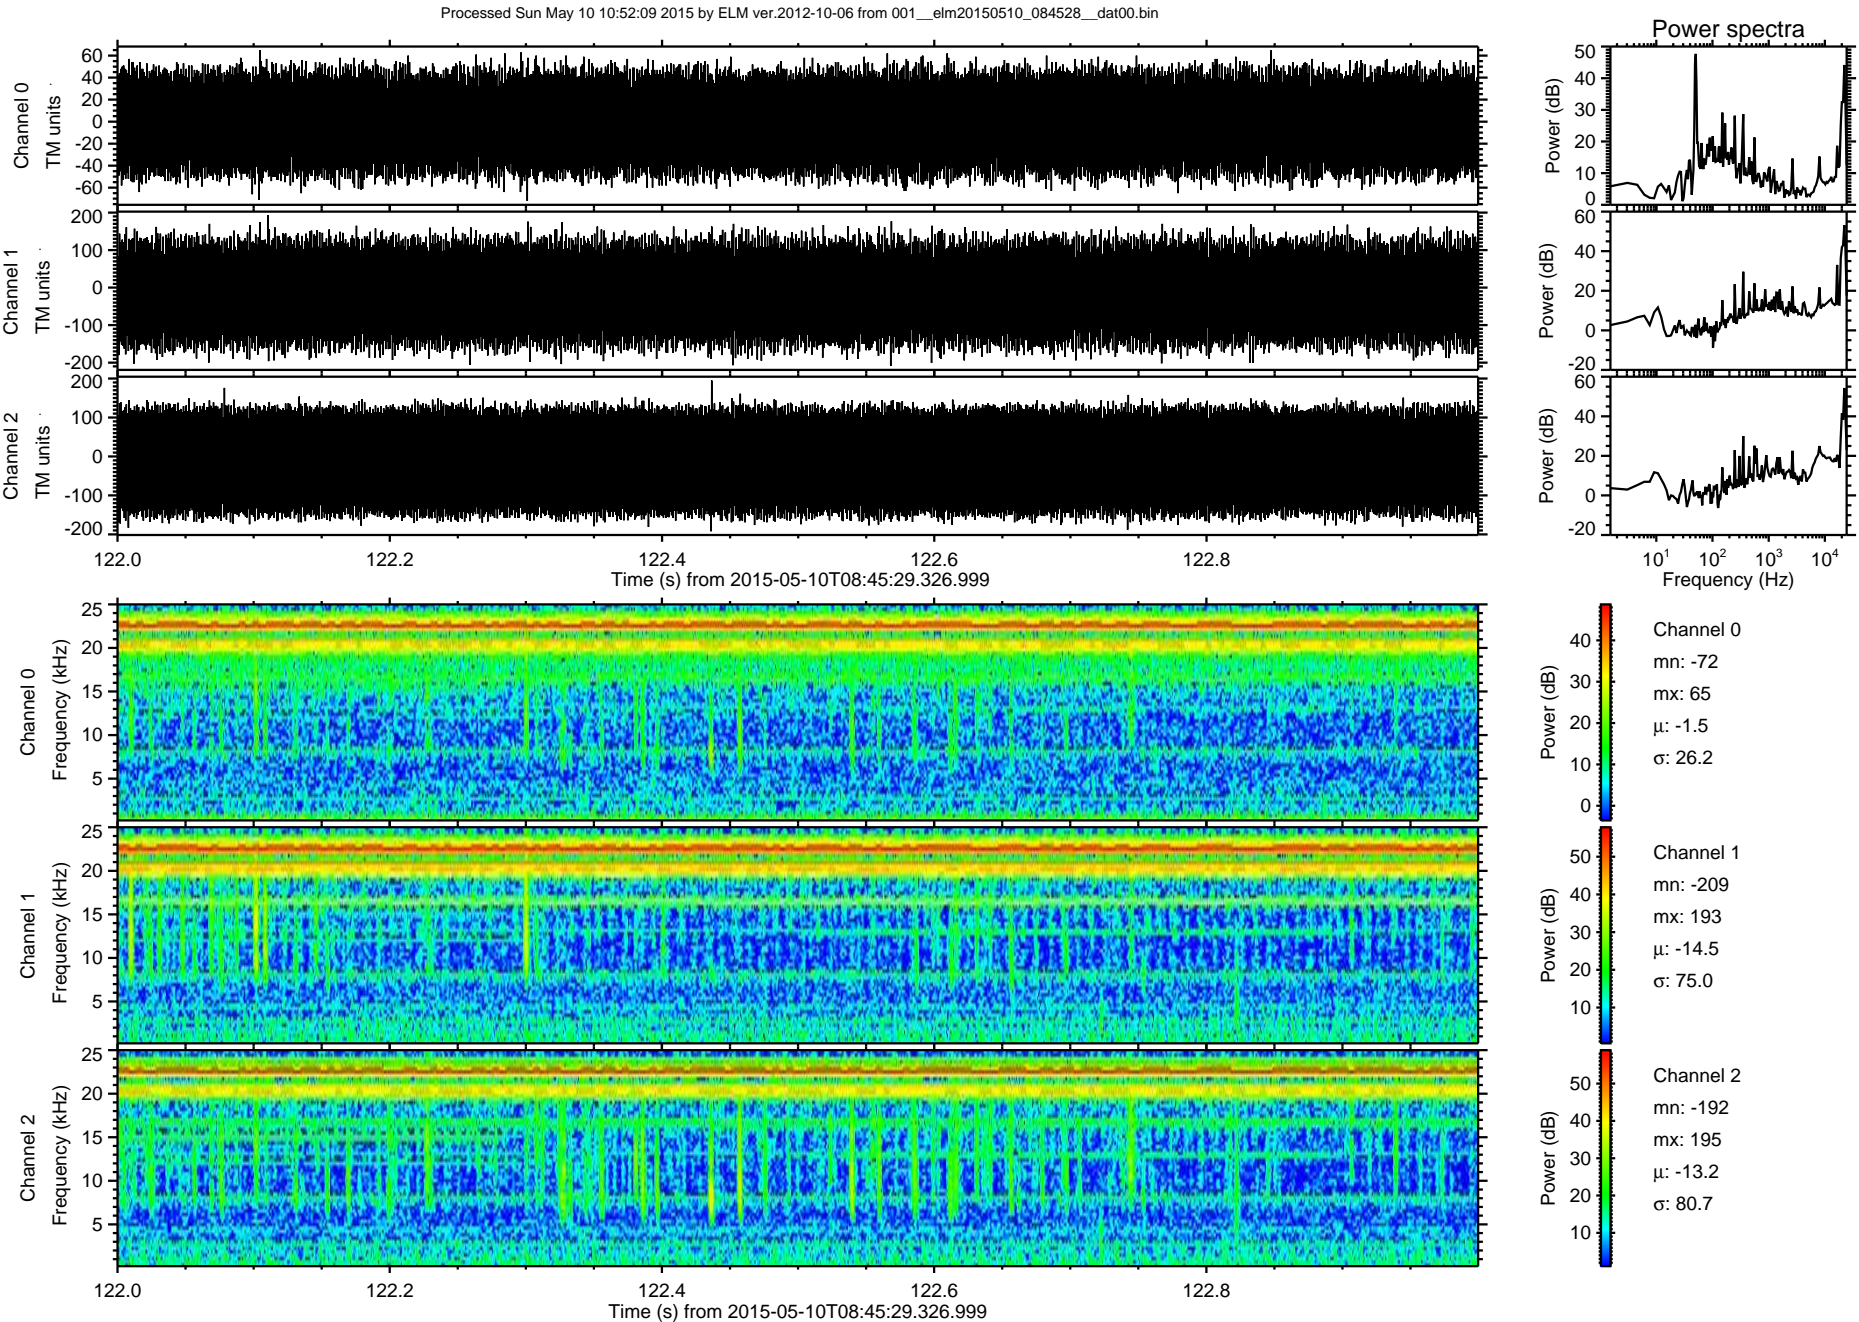 Processed Sun May 10 10:52:09 2015 by ELM ver.2012-10-06 from 001__elm20150510_084528__dat00.bin
Power spectra
Channel 0
TM units
60
40
20
0
-20
-40
-60
Power (dB)
50
40
30
20
10
0
Channel 1
TM units
200
100
0
-100
-200
Power (dB)
60
40
20
0
-20
Channel 2
TM units
200
100
0
-100
-200
Power (dB)
60
40
20
0
-20
122.0 122.2 122.4 122.6 122.8
Time (s) from 2015-05-10T08:45:29.326.999
10¹ 10² 10³ 10⁴
Frequency (Hz)
Channel 0
Frequency (kHz)
25
20
15
10
5
Power (dB)
40
30
20
10
0
Channel 0
mn: -72
mx: 65
μ: -1.5
σ: 26.2
Channel 1
Frequency (kHz)
25
20
15
10
5
Power (dB)
50
40
30
20
10
Channel 1
mn: -209
mx: 193
μ: -14.5
σ: 75.0
Channel 2
Frequency (kHz)
25
20
15
10
5
Power (dB)
50
40
30
20
10
Channel 2
mn: -192
mx: 195
μ: -13.2
σ: 80.7
122.0 122.2 122.4 122.6 122.8
Time (s) from 2015-05-10T08:45:29.326.999